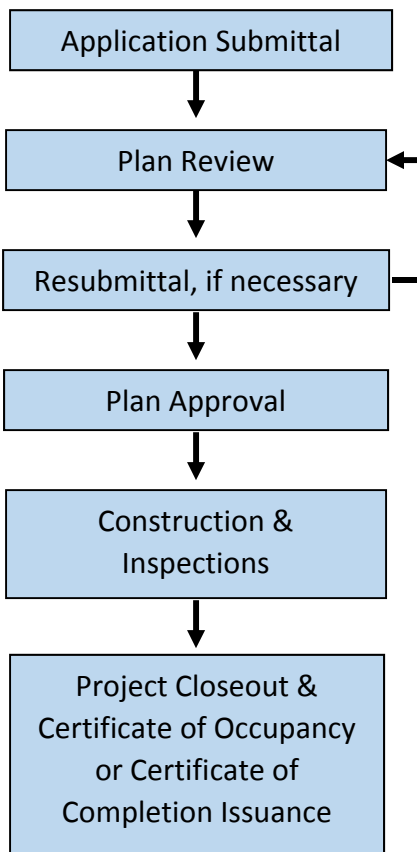 Application Submittal
Plan Review
Resubmittal, if necessary
Plan Approval
Construction &
Inspections
Project Closeout &
Certificate of Occupancy
or Certificate of
Completion Issuance